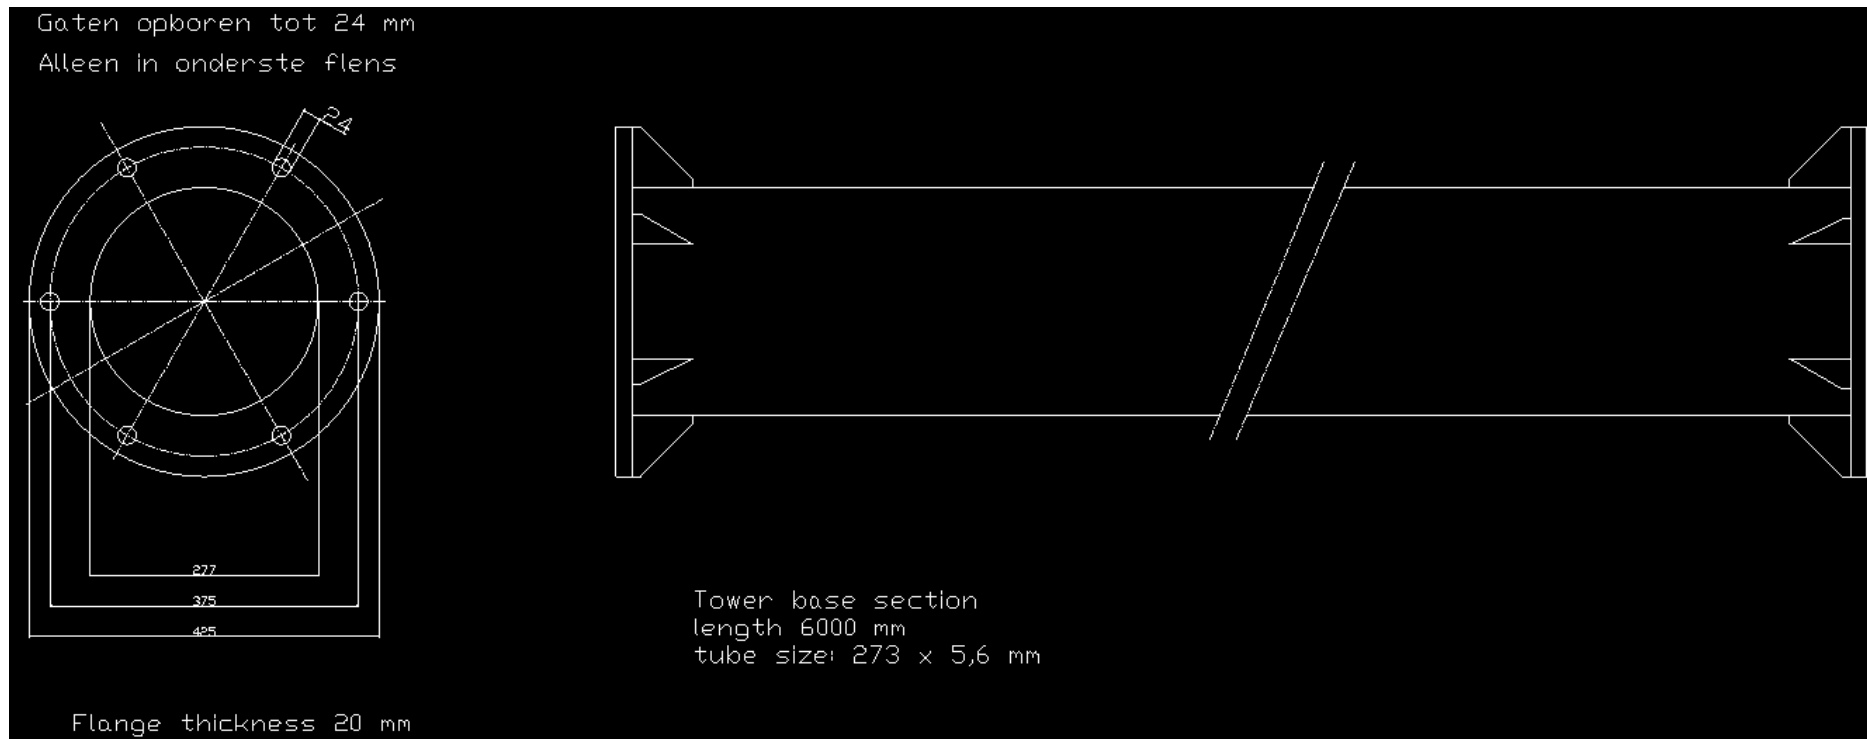 Gaten opboren tot 24 mm
Alleen in onderste flens
24
277
375
425
Tower base section
length 6000 mm
tube size: 273 x 5,6 mm
Flange thickness 20 mm